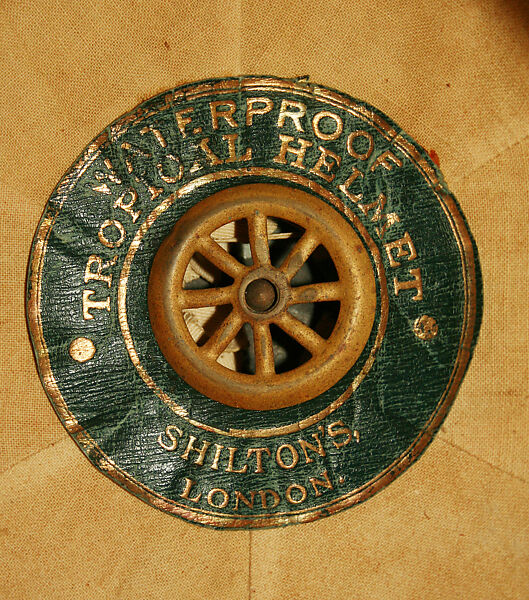 WATERPROOF
TROPICAL HELMET
SHILTON'S,
LONDON.